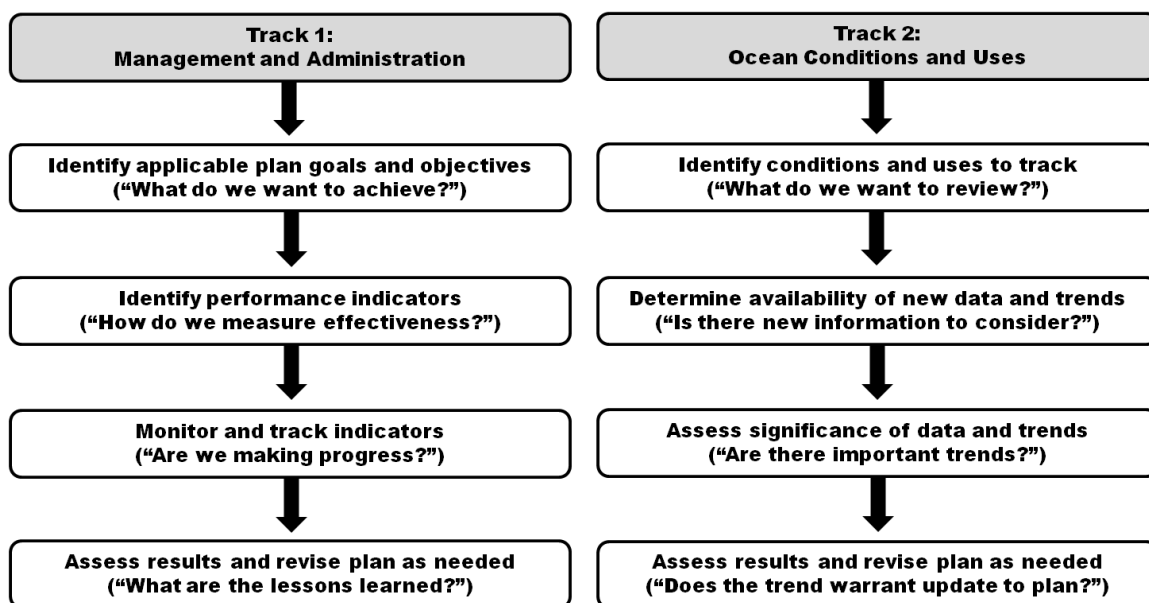 Track 1:
Management and Administration
Identify applicable plan goals and objectives
(“What do we want to achieve?”)
Identify performance indicators
(“How do we measure effectiveness?”)
Monitor and track indicators
(“Are we making progress?”)
Assess results and revise plan as needed
(“What are the lessons learned?”)
Track 2:
Ocean Conditions and Uses
Identify conditions and uses to track
(“What do we want to review?”)
Determine availability of new data and trends
(“Is there new information to consider?”)
Assess significance of data and trends
(“Are there important trends?”)
Assess results and revise plan as needed
(“Does the trend warrant update to plan?”)